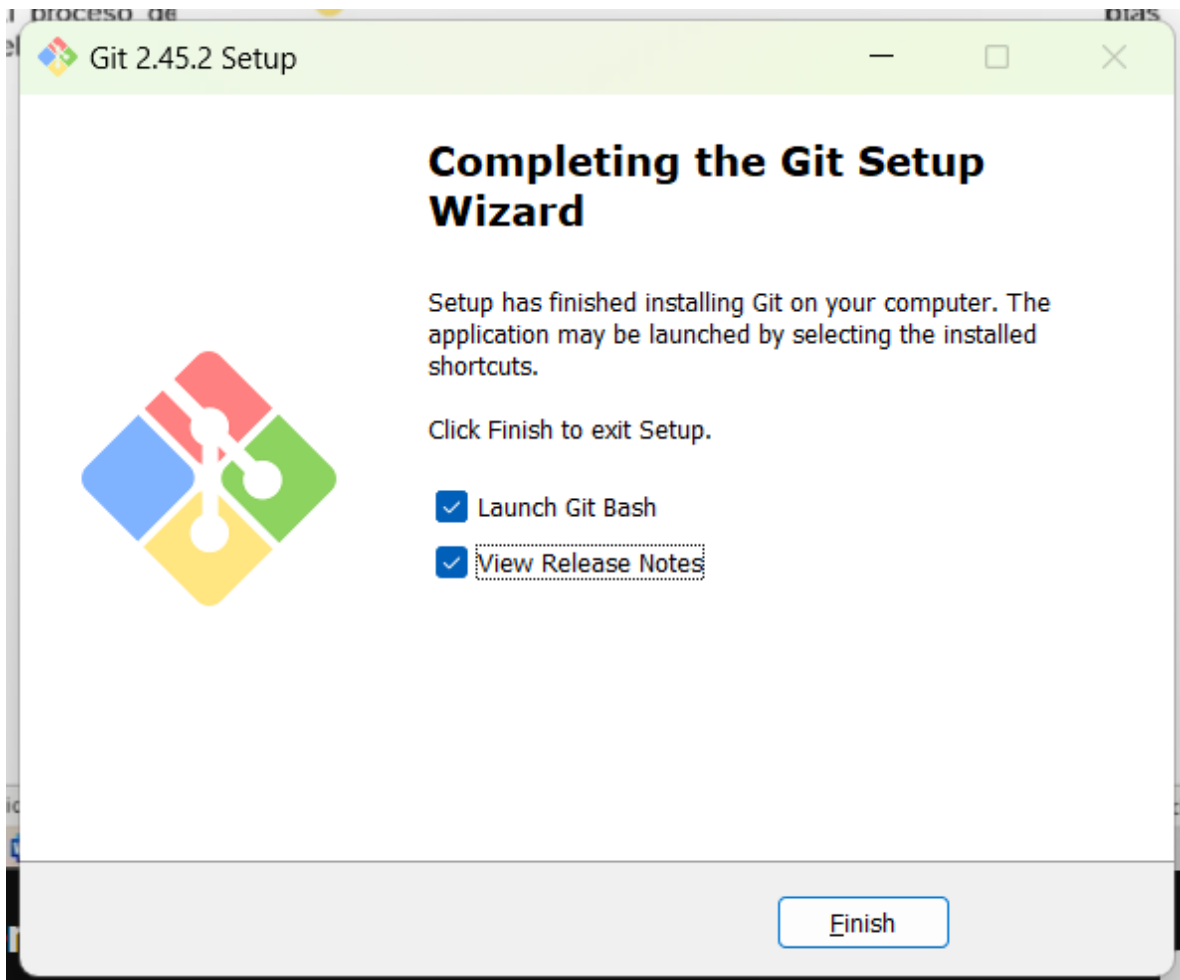 proceso de
Git 2.45.2 Setup
Completing the Git Setup
Wizard
Setup has finished installing Git on your computer. The
application may be launched by selecting the installed
shortcuts.
Click Finish to exit Setup.
Launch Git Bash
View Release Notes
Finish